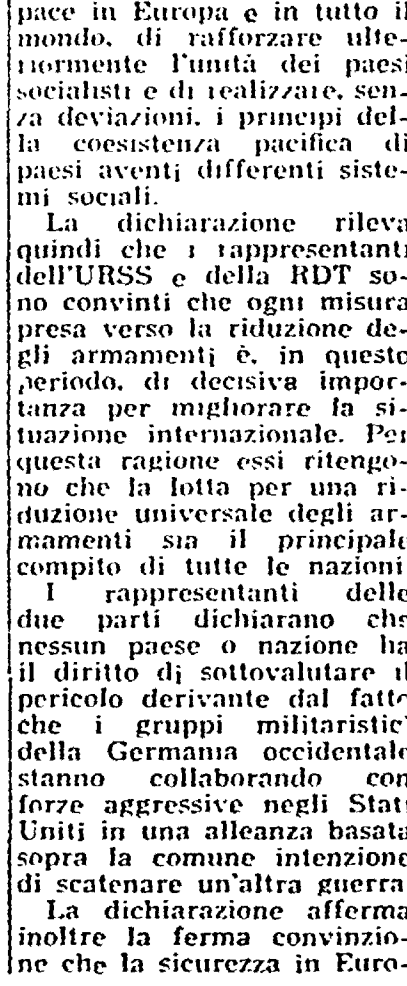 pace in Europa e in tutto il
mondo, di rafforzare ulte-
riormente l'unità dei paesi
socialisti e di realizzare, sen-
za deviazioni, i principi del-
la coesistenza pacifica di
paesi aventi differenti siste-
mi sociali.
La dichiarazione rileva
quindi che i rappresentanti
dell'URSS e della RDT so-
no convinti che ogni misura
presa verso la riduzione de-
gli armamenti è, in questo
periodo, di decisiva impor-
tanza per migliorare la si-
tuazione internazionale. Per
questa ragione essi ritengo-
no che la lotta per una ri-
duzione universale degli ar-
mamenti sia il principale
compito di tutte le nazioni
I rappresentanti delle
due parti dichiarano che
nessun paese o nazione ha
il diritto di sottovalutare il
pericolo derivante dal fatto
che i gruppi militaristici
della Germania occidentale
stanno collaborando con
forze aggressive negli Stati
Uniti in una alleanza basata
sopra la comune intenzione
di scatenare un'altra guerra
La dichiarazione afferma
inoltre la ferma convinzio-
ne che la sicurezza in Euro-